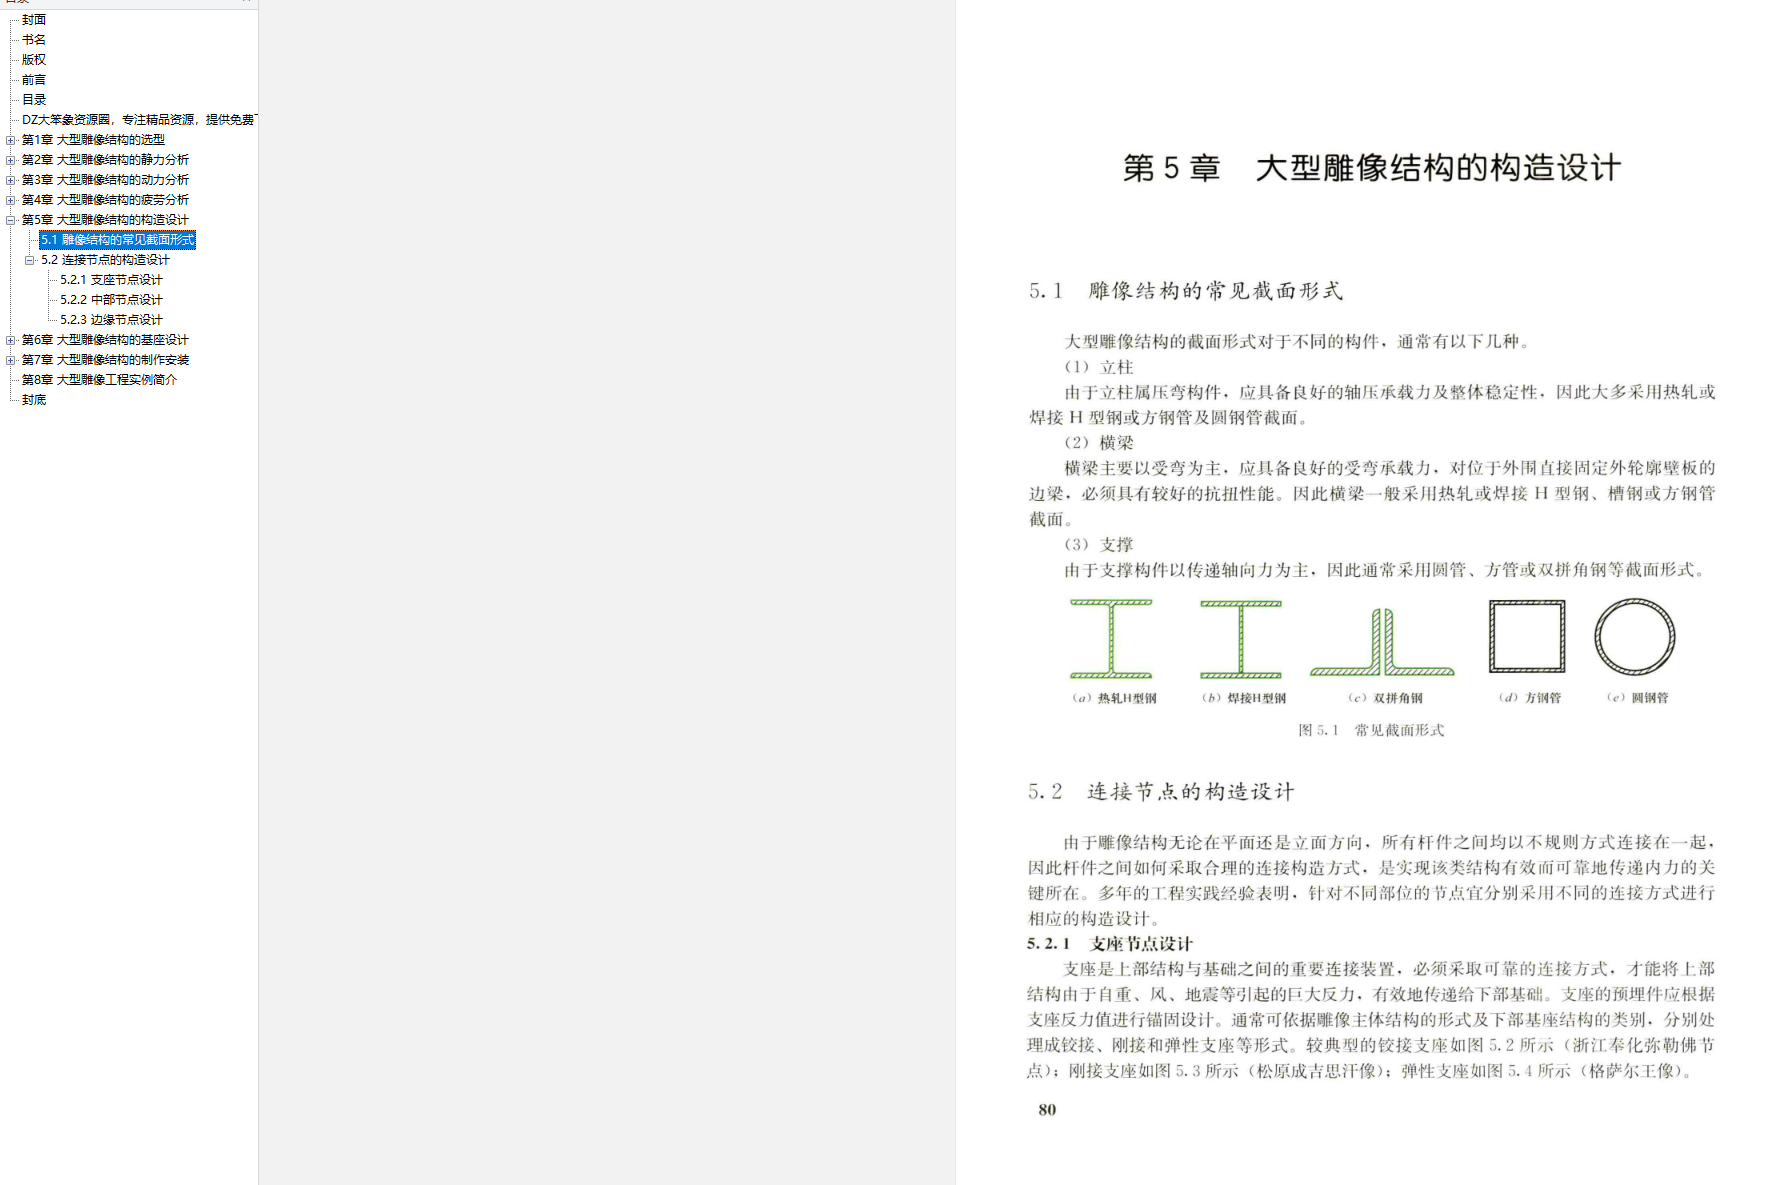 封面
书名
版权
前言
目录
DZ大笨象资源圈，专注精品资源，提供免费
第1章 大型雕像结构的选型
第2章 大型雕像结构的静力分析
第3章 大型雕像结构的动力分析
第4章 大型雕像结构的疲劳分析
第5章 大型雕像结构的构造设计
5.1 雕像结构的常见截面形式
5.2 连接节点的构造设计
5.2.1 支座节点设计
5.2.2 中部节点设计
5.2.3 边缘节点设计
第6章 大型雕像结构的基座设计
第7章 大型雕像结构的制作安装
第8章 大型雕像工程实例简介
封底
第 5 章 大型雕像结构的构造设计
5.1 雕像结构的常见截面形式
大型雕像结构的截面形式对于不同的构件，通常有以下几种。
（1）立柱
由于立柱属压弯构件，应具备良好的轴压承载力及整体稳定性，因此大多采用热轧或
焊接 H 型钢或方钢管及圆钢管截面。
（2）横梁
横梁主要以受弯为主，应具备良好的受弯承载力，对位于外围直接固定外轮廓壁板的
边梁，必须具有较好的抗扭性能。因此横梁一般采用热轧或焊接 H 型钢、槽钢或方钢管
截面。
（3）支撑
由于支撑构件以传递轴向力为主，因此通常采用圆管、方管或双拼角钢等截面形式。
（a）热轧H型钢 （b）焊接H型钢 （c）双拼角钢 （d）方钢管 （e）圆钢管
图 5.1 常见截面形式
5.2 连接节点的构造设计
由于雕像结构无论在平面还是立面方向，所有杆件之间均以不规则方式连接在一起，
因此杆件之间如何采取合理的连接构造方式，是实现该类结构有效而可靠地传递内力的关
键所在。多年的工程实践经验表明，针对不同部位的节点宜分别采用不同的连接方式进行
相应的构造设计。
5.2.1 支座节点设计
支座是上部结构与基础之间的重要连接装置，必须采取可靠的连接方式，才能将上部
结构由于自重、风、地震等引起的巨大反力，有效地传递给下部基础。支座的预埋件应根据
支座反力值进行锚固设计。通常可依据雕像主体结构的形式及下部基座结构的类别，分别处
理成铰接、刚接和弹性支座等形式。较典型的铰接支座如图 5.2 所示（浙江奉化弥勒佛节
点）；刚接支座如图 5.3 所示（松原成吉思汗像）；弹性支座如图 5.4 所示（格萨尔王像）。
80